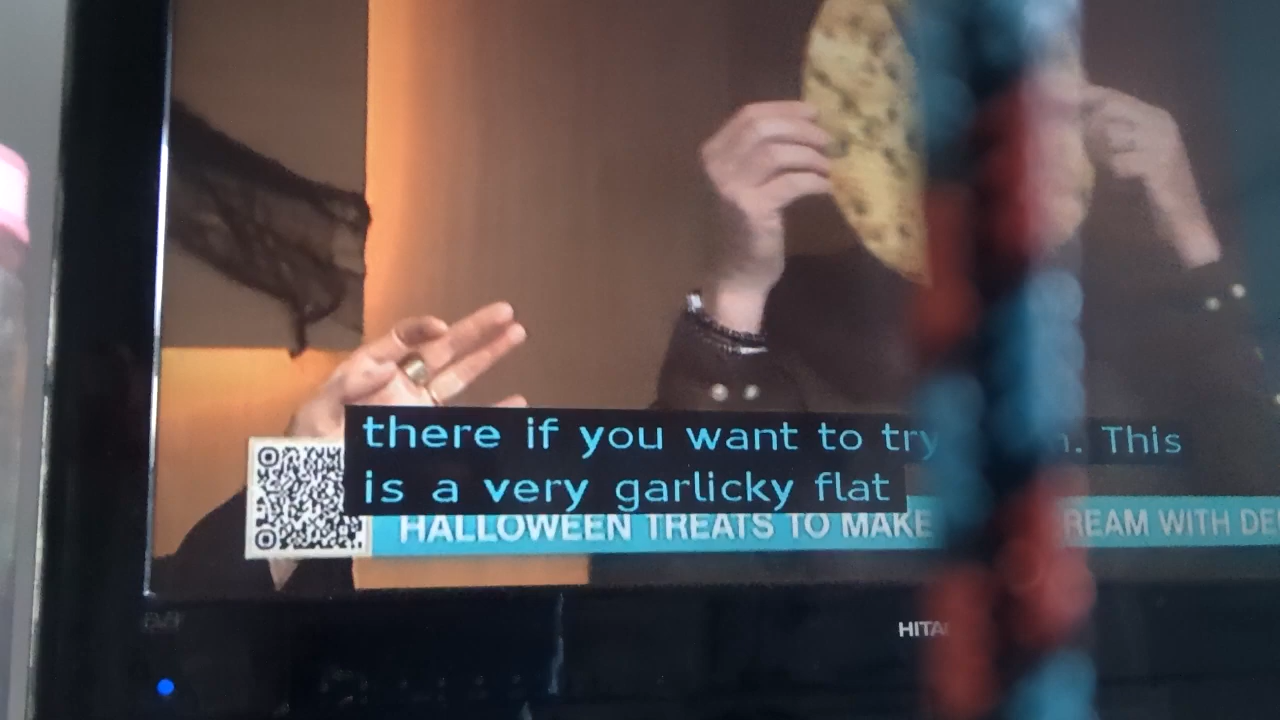 there if you want to try This
is a very garlicky flat
HALLOWEEN TREATS TO MAKE REAM WITH DE
HITA